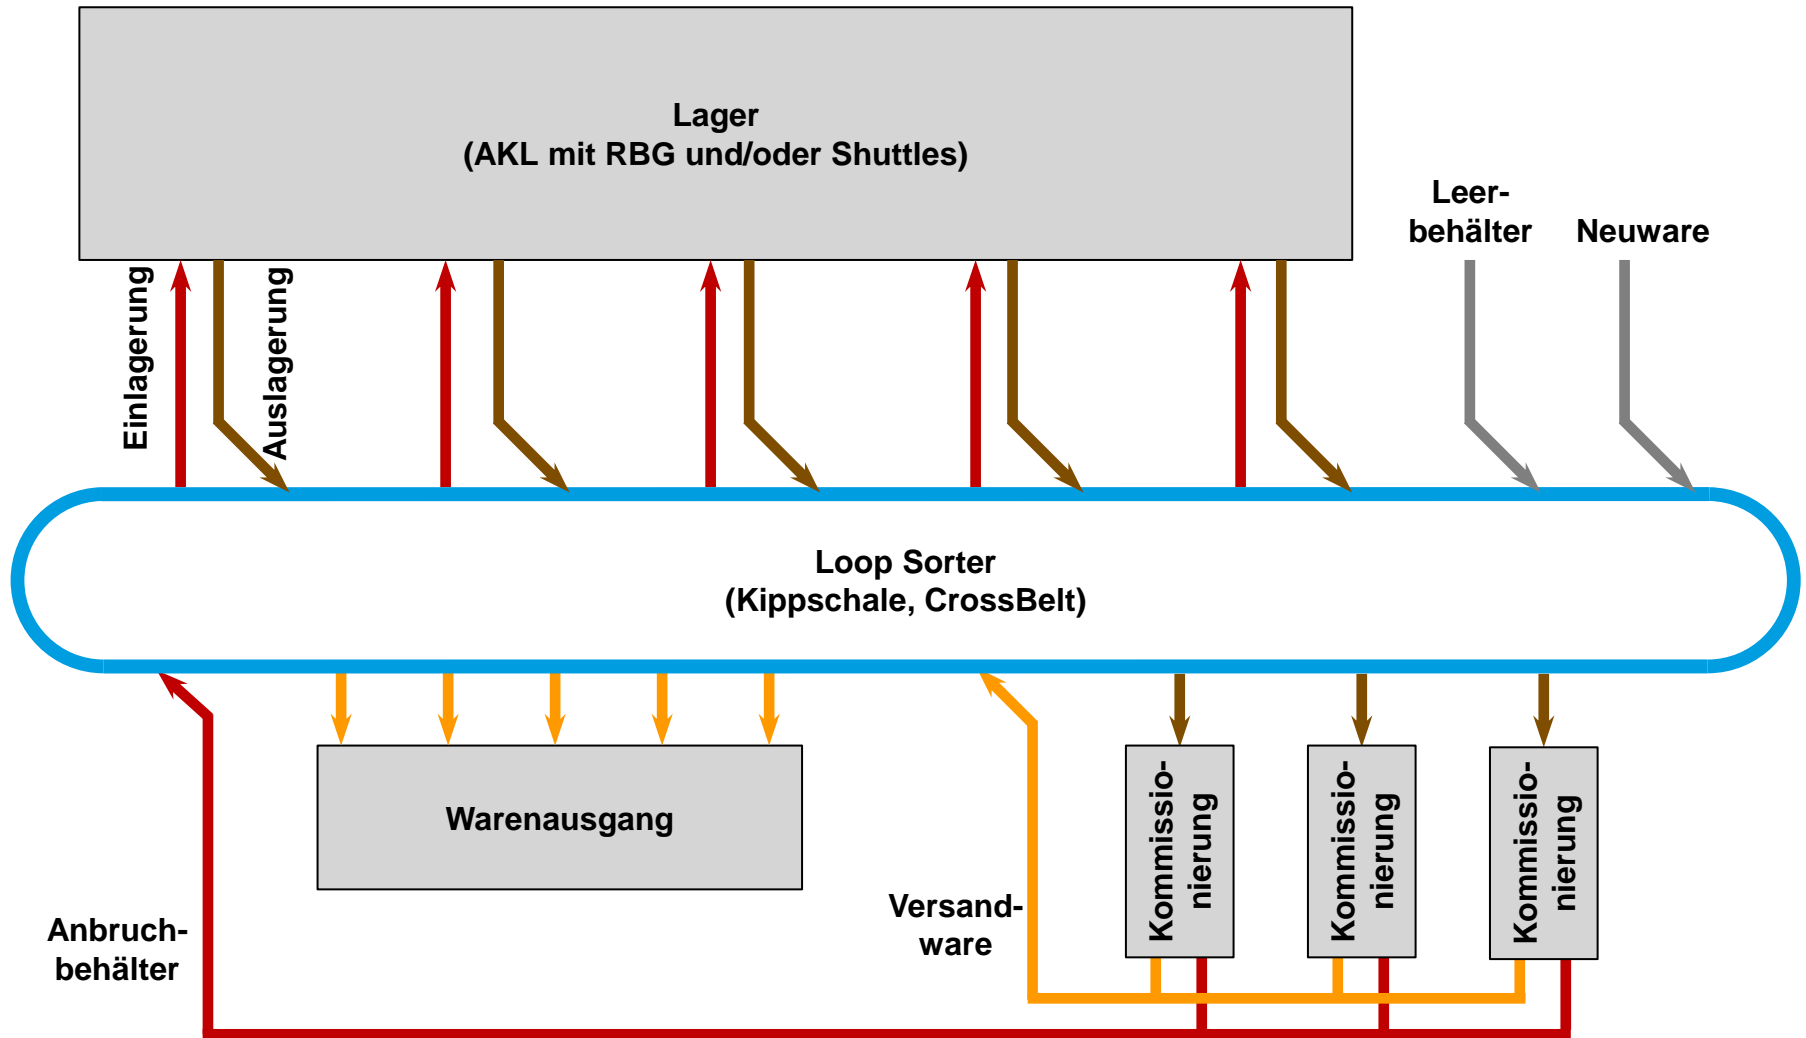 Lager
(AKL mit RBG und/oder Shuttles)
Leer-
behälter
Neuware
Einlagerung
Auslagerung
Loop Sorter
(Kippschale, CrossBelt)
Warenausgang
Kommissio-
nierung
Kommissio-
nierung
Kommissio-
nierung
Versand-
ware
Anbruch-
behälter